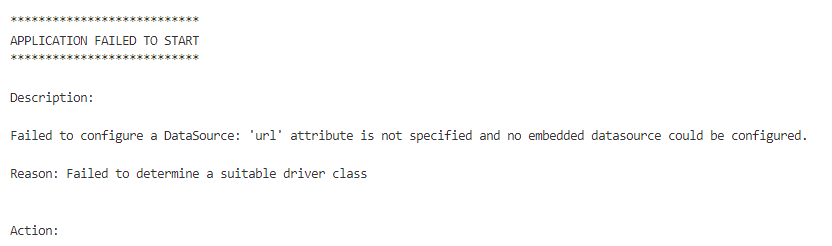 ***************************
APPLICATION FAILED TO START
***************************
Description:
Failed to configure a DataSource: 'url' attribute is not specified and no embedded datasource could be configured.
Reason: Failed to determine a suitable driver class
Action: